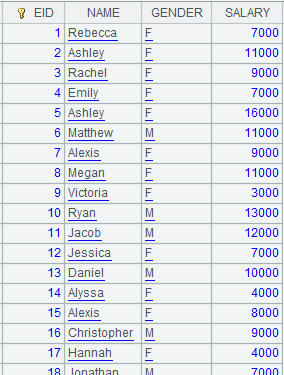 EID NAME GENDER SALARY
1 Rebecca F 7000
2 Ashley F 11000
3 Rachel F 9000
4 Emily F 7000
5 Ashley F 16000
6 Matthew M 11000
7 Alexis F 9000
8 Megan F 11000
9 Victoria F 3000
10 Ryan M 13000
11 Jacob M 12000
12 Jessica F 7000
13 Daniel M 10000
14 Alyssa F 4000
15 Alexis F 8000
16 Christopher M 9000
17 Hannah F 4000
18 Jonathan M 7000